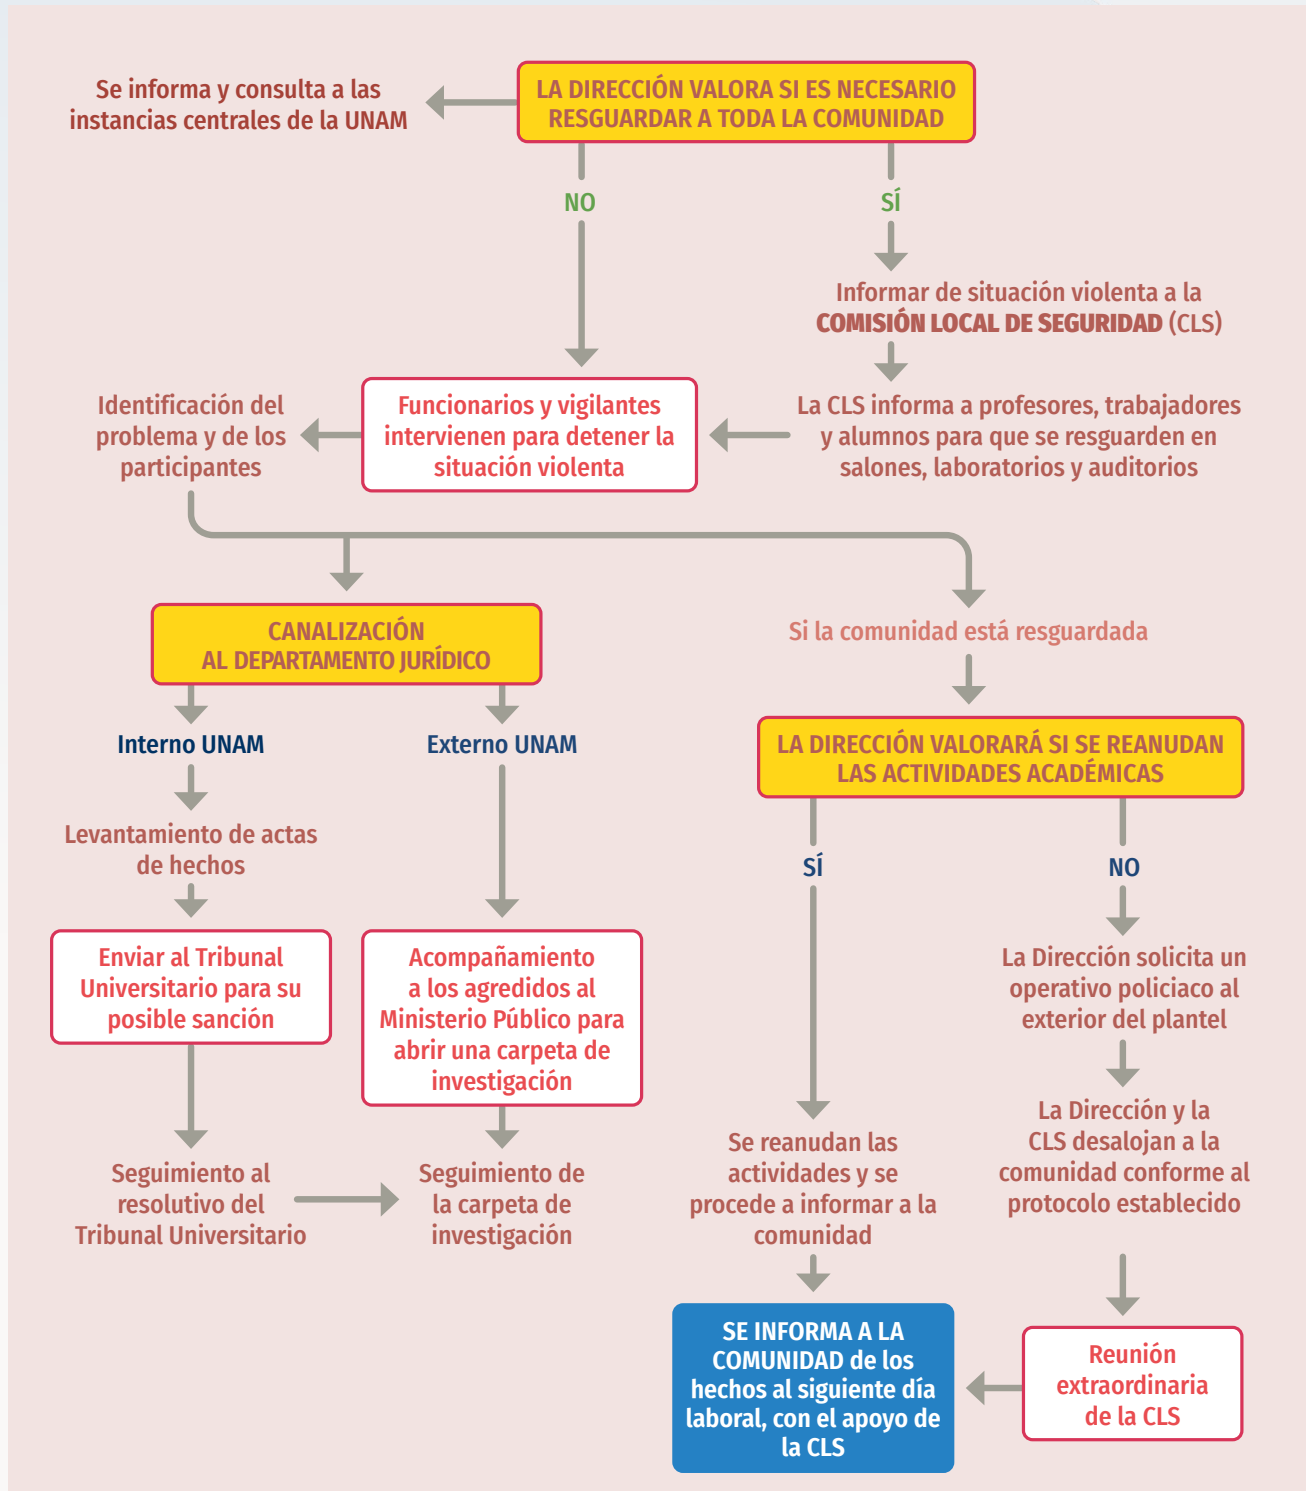 Se informa y consulta a las
instancias centrales de la UNAM
LA DIRECCIÓN VALORA SI ES NECESARIO
RESGUARDAR A TODA LA COMUNIDAD
NO
SÍ
Informar de situación violenta a la
COMISIÓN LOCAL DE SEGURIDAD (CLS)
Identificación del
problema y de los
participantes
Funcionarios y vigilantes
intervienen para detener la
situación violenta
La CLS informa a profesores, trabajadores
y alumnos para que se resguarden en
salones, laboratorios y auditorios
CANALIZACIÓN
AL DEPARTAMENTO JURÍDICO
Si la comunidad está resguardada
Interno UNAM
Externo UNAM
LA DIRECCIÓN VALORARÁ SI SE REANUDAN
LAS ACTIVIDADES ACADÉMICAS
Levantamiento de actas
de hechos
SÍ
NO
Enviar al Tribunal
Universitario para su
posible sanción
Acompañamiento
a los agredidos al
Ministerio Público para
abrir una carpeta de
investigación
La Dirección solicita un
operativo policiaco al
exterior del plantel
Seguimiento al
resolutivo del
Tribunal Universitario
Seguimiento de
la carpeta de
investigación
Se reanudan las
actividades y se
procede a informar a la
comunidad
La Dirección y la
CLS desalojan a la
comunidad conforme al
protocolo establecido
SE INFORMA A LA
COMUNIDAD de los
hechos al siguiente día
laboral, con el apoyo de
la CLS
Reunión
extraordinaria
de la CLS